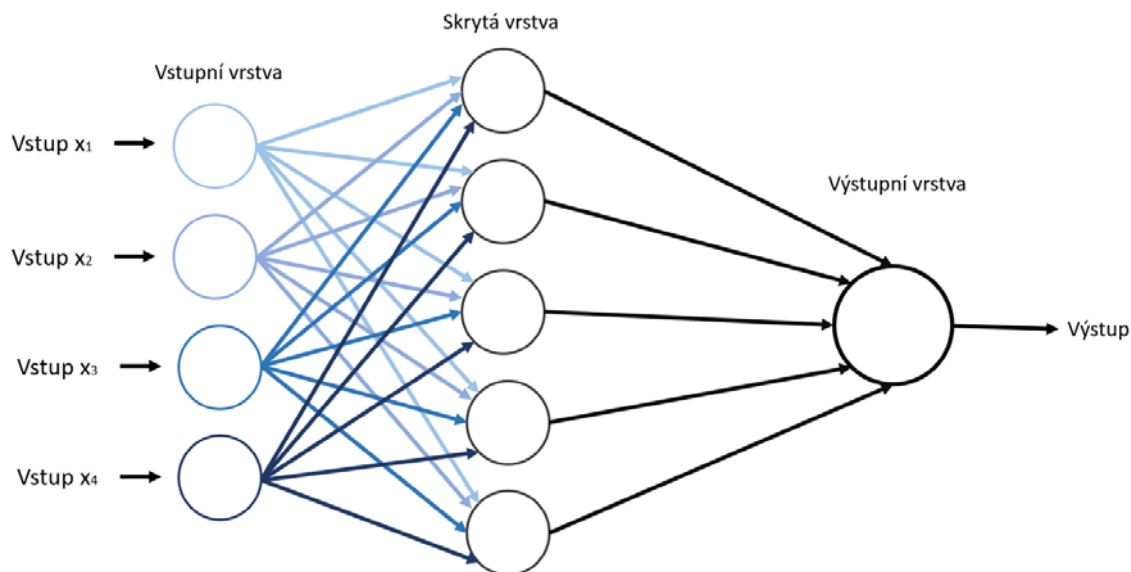 Skrytá vrstva
Vstupní vrstva
Vstup x₁
Výstupní vrstva
Vstup x₂
Výstup
Vstup x₃
Vstup x₄